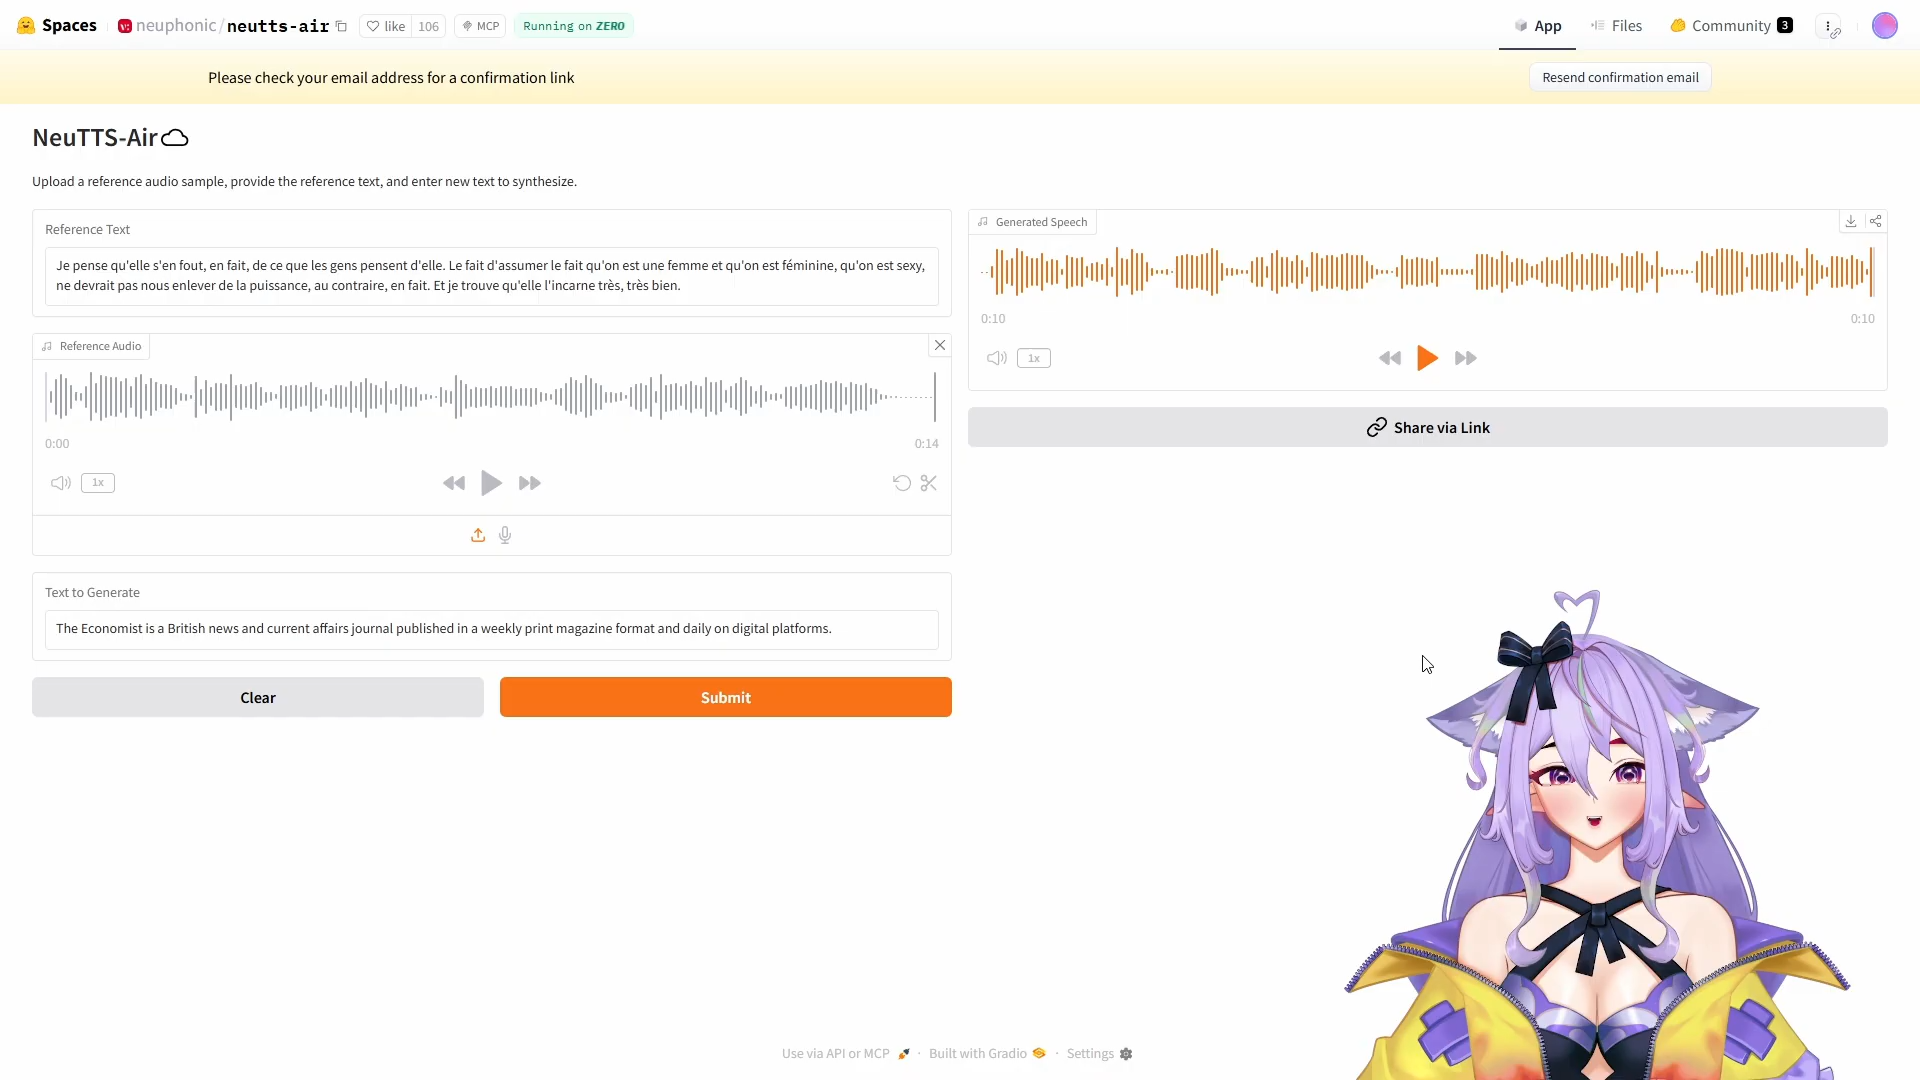 Spaces
neuphonic/neutts-air
like 106
MCP
Running on ZERO
App
Files
Community 3
Please check your email address for a confirmation link
Resend confirmation email
NeuTTS-Air
Upload a reference audio sample, provide the reference text, and enter new text to synthesize.
Reference Text
Je pense qu'elle s'en fout, en fait, de ce que les gens pensent d'elle. Le fait d'assumer le fait qu'on est une femme et qu'on est féminine, qu'on est sexy,
ne devrait pas nous enlever de la puissance, au contraire, en fait. Et je trouve qu'elle l'incarne très, très bien.
Reference Audio
0:00
0:14
1x
Text to Generate
The Economist is a British news and current affairs journal published in a weekly print magazine format and daily on digital platforms.
Clear
Submit
Generated Speech
0:10
0:10
1x
Share via Link
Use via API or MCP · Built with Gradio · Settings